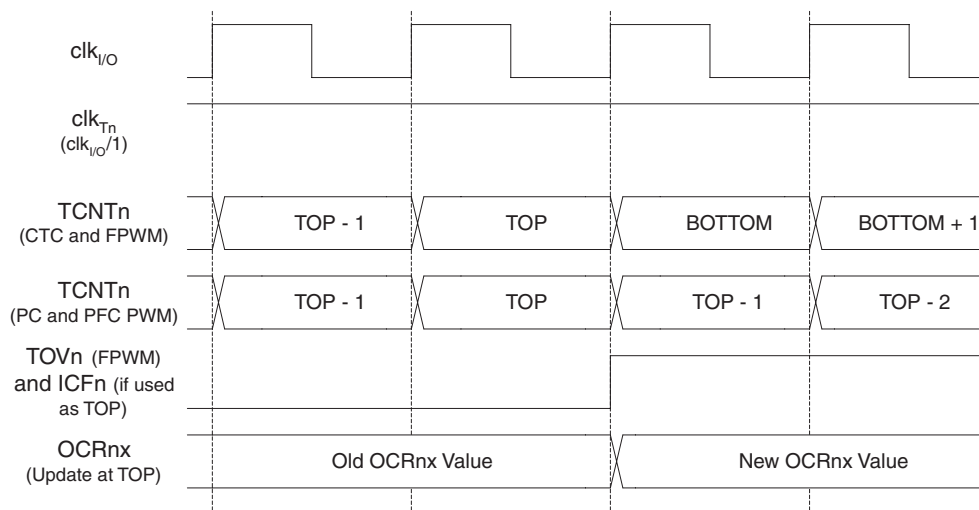 clkI/O
clkTn
(clkI/O/1)
TCNTn
(CTC and FPWM)
TOP - 1
TOP
BOTTOM
BOTTOM + 1
TCNTn
(PC and PFC PWM)
TOP - 1
TOP
TOP - 1
TOP - 2
TOVn (FPWM)
and ICFn (if used
as TOP)
OCRnx
(Update at TOP)
Old OCRnx Value
New OCRnx Value